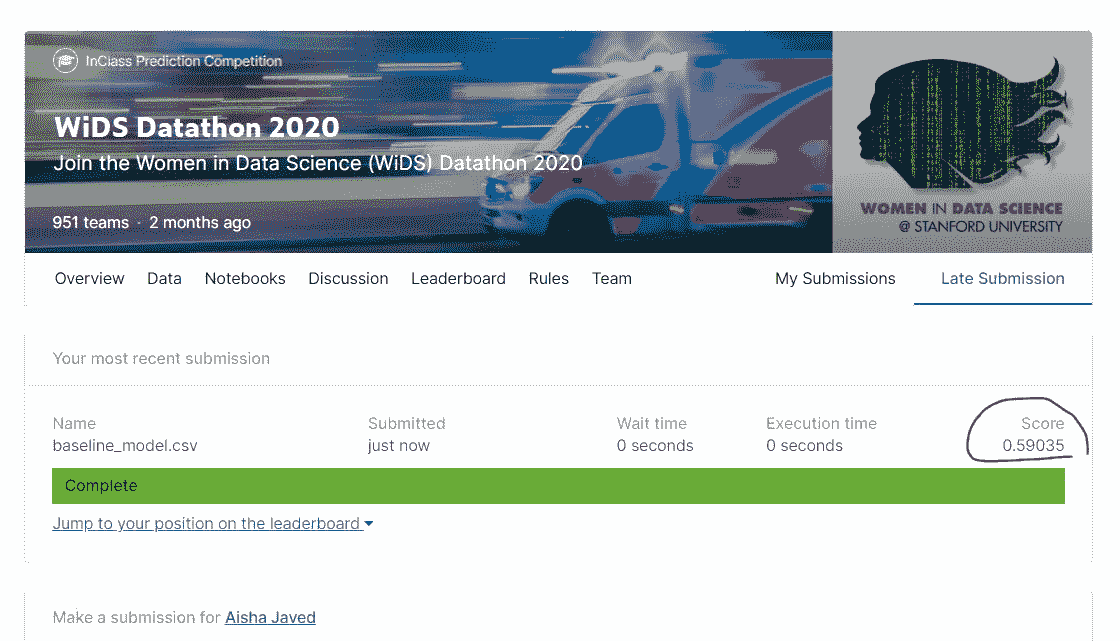 InClass Prediction Competition
WiDS Datathon 2020
Join the Women in Data Science (WiDS) Datathon 2020
951 teams · 2 months ago
WOMEN IN DATA SCIENCE
@ STANFORD UNIVERSITY
Overview Data Notebooks Discussion Leaderboard Rules Team My Submissions Late Submission
Your most recent submission
Name Submitted Wait time Execution time Score
baseline_model.csv just now 0 seconds 0 seconds 0.59035
Complete
Jump to your position on the leaderboard
Make a submission for Aisha Javed